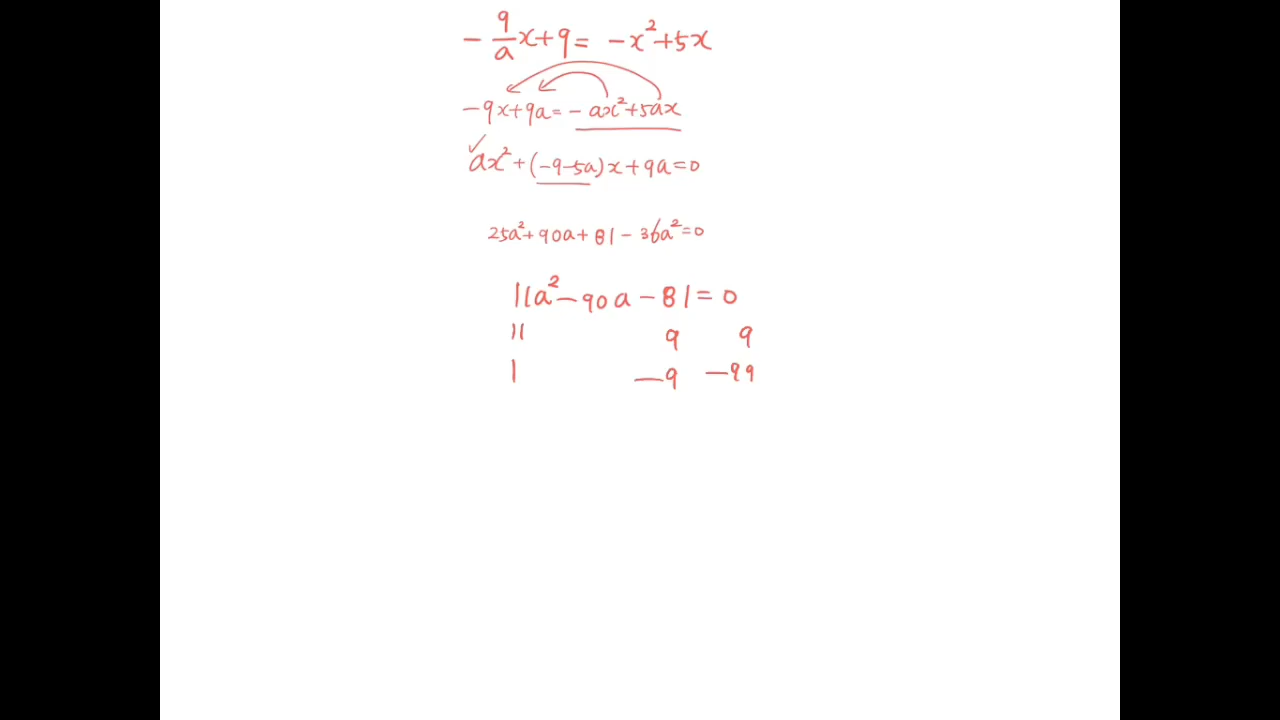 - 9/a x + 9 = - x² + 5x
- 9x + 9a = - ax² + 5ax
ax² + (-9-5a) x + 9a = 0
25a² + 90a + 81 - 36a² = 0
11a² - 90a - 81 = 0
11 9 9
1 -9 -99